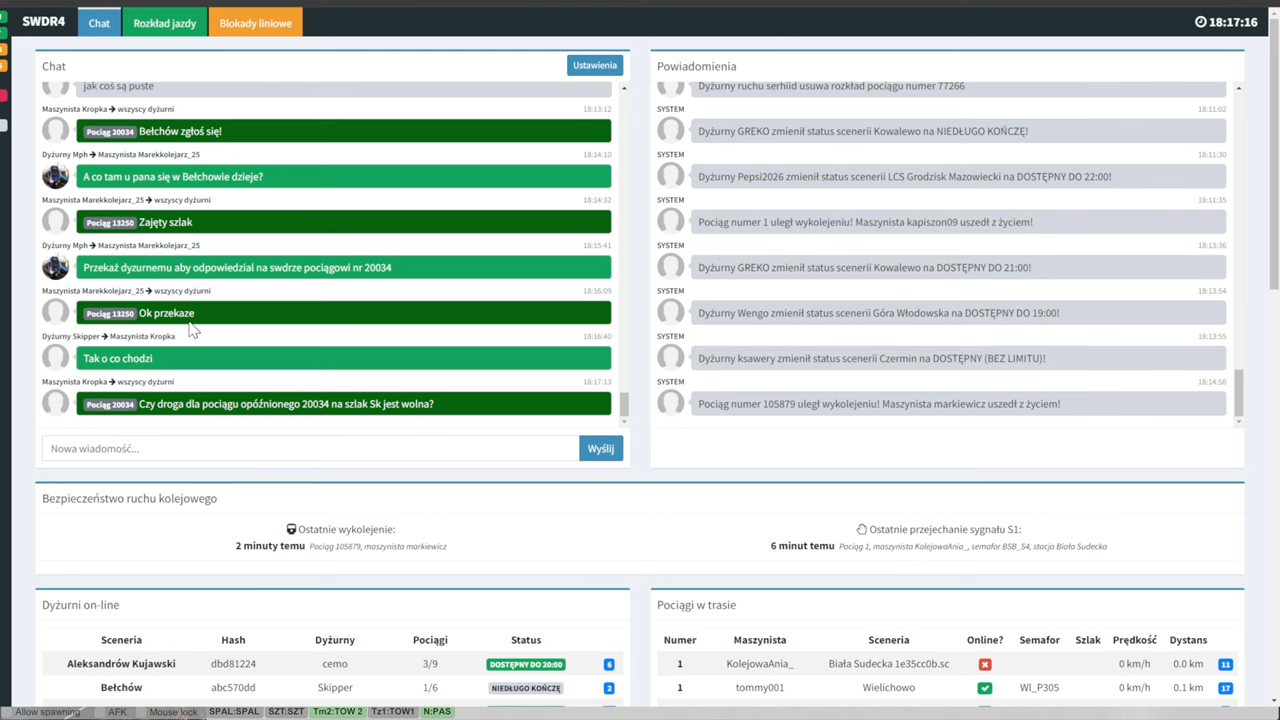 SWDR4 Chat Rozkład jazdy Blokady liniowe 18:17:16
Chat Ustawienia
jak coś są puste
Maszynista Kropka → wszyscy dyżurni 18:13:12
Pociąg 20034 Bełchów zgłoś się!
Dyżurny Mph → Maszynista Marekkolejarz_25 18:14:10
A co tam u pana się w Bełchowie dzieje?
Maszynista Marekkolejarz_25 → wszyscy dyżurni 18:14:32
Pociąg 13250 Zajęty szlak
Dyżurny Mph → Maszynista Marekkolejarz_25 18:15:41
Przekaż dyzurnemu aby odpowiedzial na swdrze pociągowi nr 20034
Maszynista Marekkolejarz_25 → wszyscy dyżurni 18:16:09
Pociąg 13250 Ok przekaze
Dyżurny Skipper → Maszynista Kropka 18:16:40
Tak o co chodzi
Maszynista Kropka → wszyscy dyżurni 18:17:13
Pociąg 20034 Czy droga dla pociągu opóźnionego 20034 na szlak Sk jest wolna?
Nowa wiadomość... Wyślij
Powiadomienia
Dyżurny ruchu serhiid usuwa rozkład pociągu numer 77266
SYSTEM 18:11:02
Dyżurny GREKO zmienił status scenerii Kowalewo na NIEDŁUGO KOŃCZĘ!
SYSTEM 18:11:30
Dyżurny Pepsi2026 zmienił status scenerii LCS Grodzisk Mazowiecki na DOSTĘPNY DO 22:00!
SYSTEM 18:11:35
Pociąg numer 1 uległ wykolejeniu! Maszynista kapiszon09 uszedł z życiem!
SYSTEM 18:13:36
Dyżurny GREKO zmienił status scenerii Kowalewo na DOSTĘPNY DO 21:00!
SYSTEM 18:13:54
Dyżurny Wengo zmienił status scenerii Góra Włodowska na DOSTĘPNY DO 19:00!
SYSTEM 18:13:55
Dyżurny ksawery zmienił status scenerii Czermin na DOSTĘPNY (BEZ LIMITU)!
SYSTEM 18:14:56
Pociąg numer 105879 uległ wykolejeniu! Maszynista markiewicz uszedł z życiem!
Bezpieczeństwo ruchu kolejowego
Ostatnie wykolejenie:
2 minuty temu Pociąg 105879, maszynista markiewicz
Ostatnie przejechanie sygnału S1:
6 minut temu Pociąg 1, maszynista KolejowaAnia_, semafor BSB_S4, stacja Biała Sudecka
Dyżurni on-line
Sceneria Hash Dyżurny Pociągi Status
Aleksandrów Kujawski dbd81224 cemo 3/9 DOSTĘPNY DO 20:00 6
Bełchów abc570dd Skipper 1/6 NIEDŁUGO KOŃCZĘ 2
Pociągi w trasie
Numer Maszynista Sceneria Online? Semafor Szlak Prędkość Dystans
1 KolejowaAnia_ Biała Sudecka 1e35cc0b.sc 0 km/h 0.0 km 11
1 tommy001 Wielichowo WI_P305 0 km/h 0.1 km 17
Allow spawning AFK Mouse lock SPAL:SPAL SZT:SZT Tm2:TOW 2 Tz1:TOW1 N:PAS